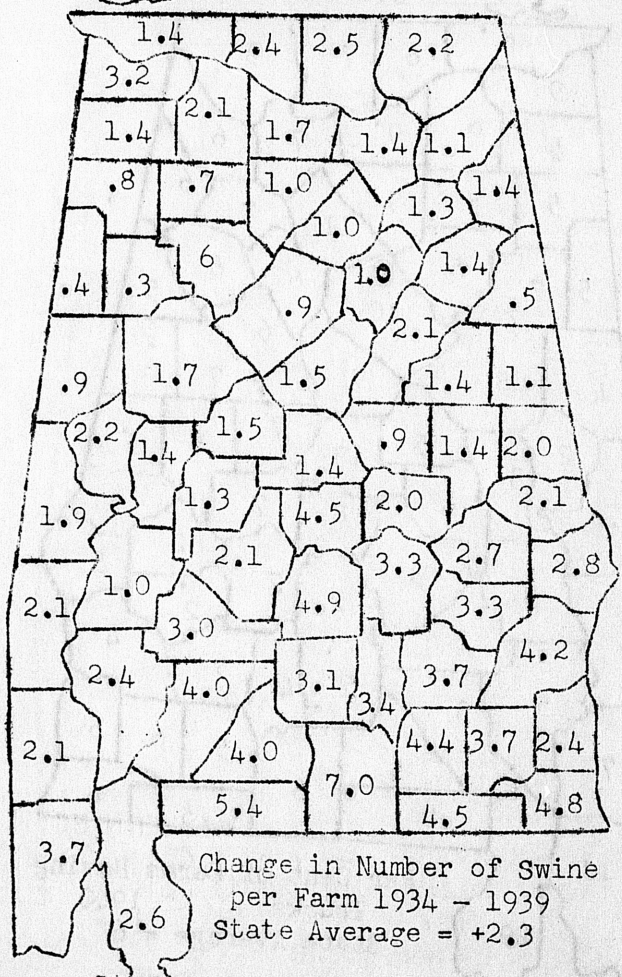 1.4 2.4 2.5 2.2
3.2
2.1
1.4 1.7 1.4 1.1
.8 .7 1.0 1.4
1.3
1.0
6 1.0 1.4
.4 .3 .9 .5
2.1
.9 1.7 1.5 1.4 1.1
2.2 1.5 .9 1.4 2.0
1.4 1.4
1.3 4.5 2.0 2.1
1.9
2.1 3.3 2.7 2.8
1.0 4.9 3.3
2.1
3.0 4.2
2.4 4.0 3.1 3.7
3.4
2.1 4.0 4.4 3.7 2.4
7.0
5.4 4.5 4.8
3.7
2.6
Change in Number of Swine
per Farm 1934 - 1939
State Average = +2.3